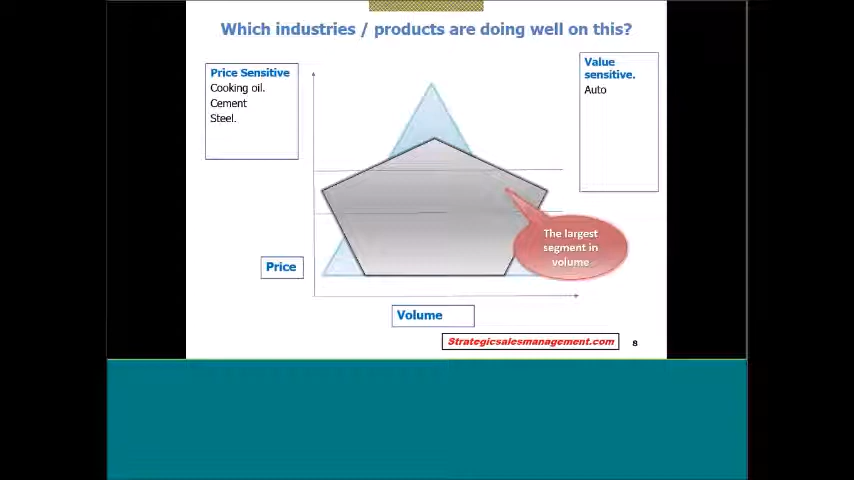 Which industries / products are doing well on this?
Price Sensitive
Cooking oil.
Cement
Steel.
Value
sensitive.
Auto
The largest
segment in
volume
Price
Volume
Strategicsalesmanagement.com
8